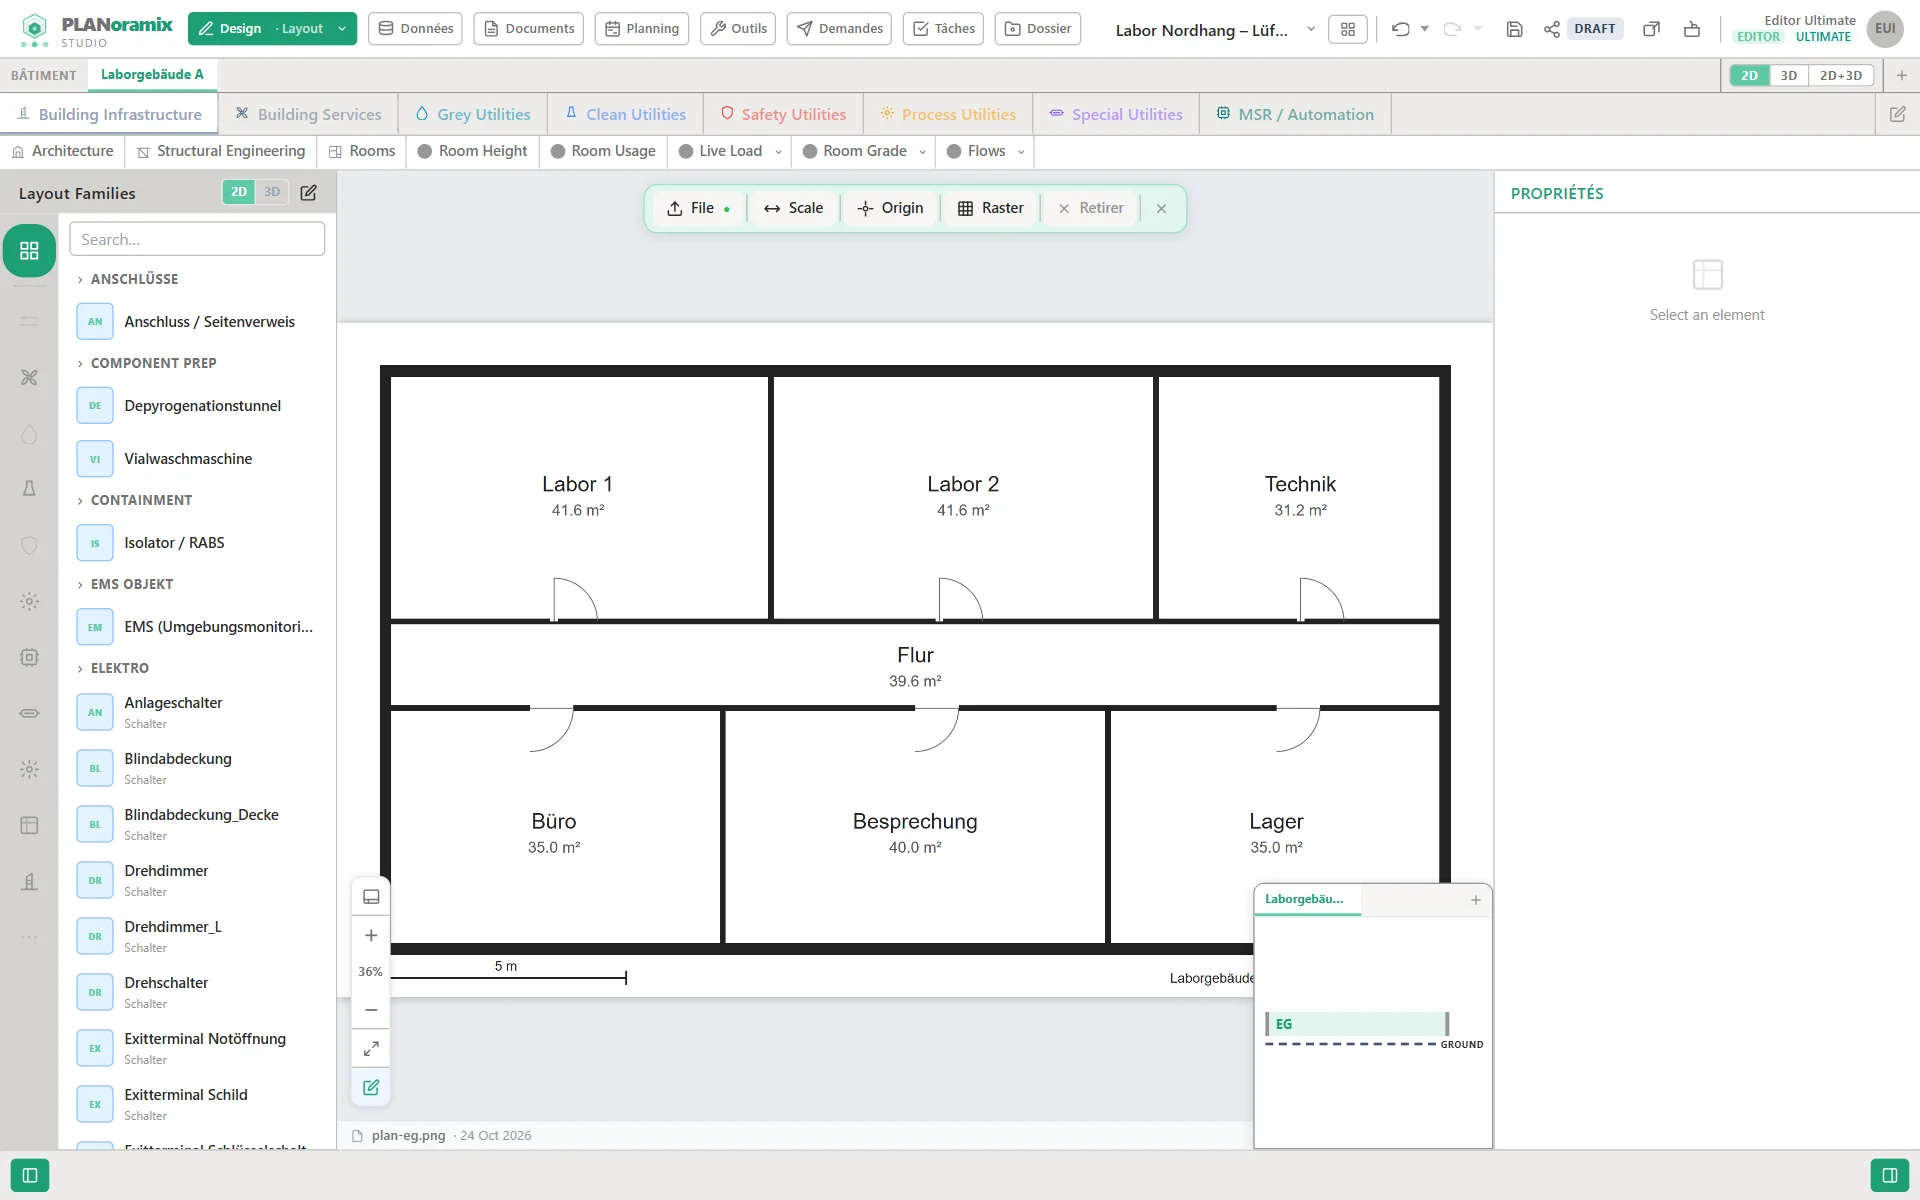 PLANoramix
STUDIO
Design · Layout
Données
Documents
Planning
Outils
Demandes
Tâches
Dossier
Labor Nordhang – Lüf...
DRAFT
Editor Ultimate
EDITOR ULTIMATE
EUI
BÂTIMENT
Laborgebäude A
2D
3D
2D+3D
Building Infrastructure
Building Services
Grey Utilities
Clean Utilities
Safety Utilities
Process Utilities
Special Utilities
MSR / Automation
Architecture
Structural Engineering
Rooms
Room Height
Room Usage
Live Load
Room Grade
Flows
Layout Families
2D
3D
Search...
ANSCHLÜSSE
AN
Anschluss / Seitenverweis
COMPONENT PREP
DE
Depyrogenationstunnel
VI
Vialwaschmaschine
CONTAINMENT
IS
Isolator / RABS
EMS OBJEKT
EM
EMS (Umgebungsmonitori...
ELEKTRO
AN
Anlageschalter
Schalter
BL
Blindabdeckung
Schalter
BL
Blindabdeckung_Decke
Schalter
DR
Drehdimmer
Schalter
DR
Drehdimmer_L
Schalter
DR
Drehschalter
Schalter
EX
Exitterminal Notöffnung
Schalter
EX
Exitterminal Schild
Schalter
File
Scale
Origin
Raster
Retirer
Labor 1
41.6 m²
Labor 2
41.6 m²
Technik
31.2 m²
Flur
39.6 m²
Büro
35.0 m²
Besprechung
40.0 m²
Lager
35.0 m²
5 m
Laborgebäude
36%
plan-eg.png · 24 Oct 2026
Laborgebäu...
EG
GROUND
PROPRIÉTÉS
Select an element